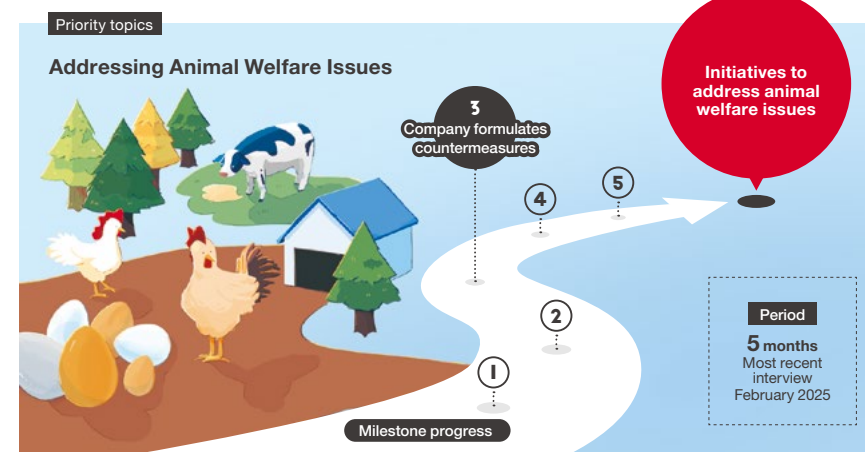 Priority topics
Addressing Animal Welfare Issues
Initiatives to
address animal
welfare issues
3
Company formulates
countermeasures
5
4
2
1
Period
5 months
Most recent
interview
February 2025
Milestone progress